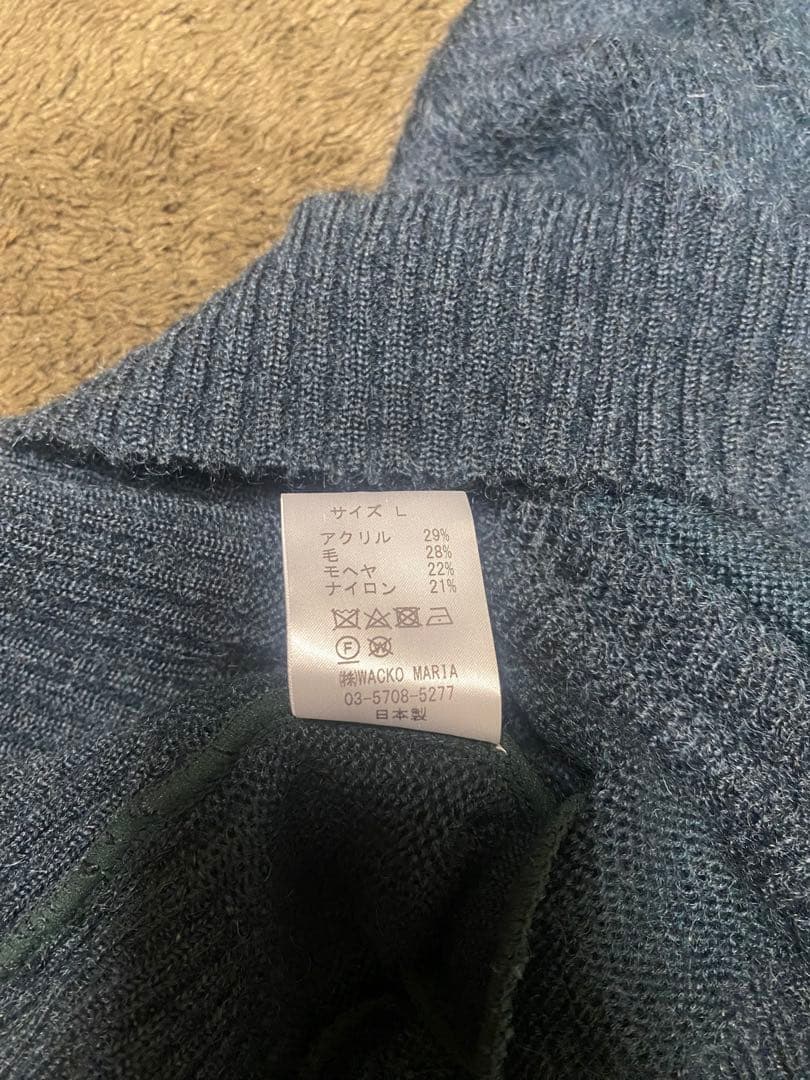 サイズ L
アクリル 29%
毛 28%
モヘヤ 22%
ナイロン 21%
F W
㈱WACKO MARIA
03-5708-5277
日本製